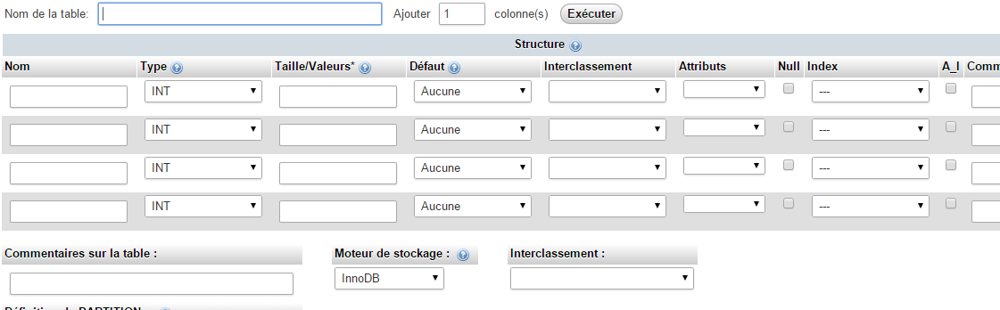 Nom de la table: Ajouter 1 colonne(s) Exécuter
Structure
Nom Type Taille/Valeurs* Défaut Interclassement Attributs Null Index A_I Comm
INT Aucune ---
INT Aucune ---
INT Aucune ---
INT Aucune ---
Commentaires sur la table : Moteur de stockage : Interclassement :
InnoDB
Définition de PARTITION